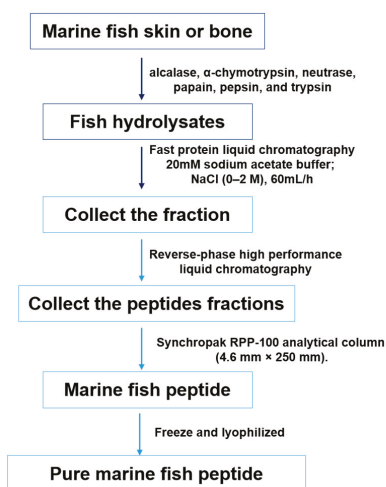 Marine fish skin or bone
alcalase, α-chymotrypsin, neutrase,
papain, pepsin, and trypsin
Fish hydrolysates
Fast protein liquid chromatography
20mM sodium acetate buffer;
NaCl (0–2 M), 60mL/h
Collect the fraction
Reverse-phase high performance
liquid chromatography
Collect the peptides fractions
Synchropak RPP-100 analytical column
(4.6 mm × 250 mm).
Marine fish peptide
Freeze and lyophilized
Pure marine fish peptide